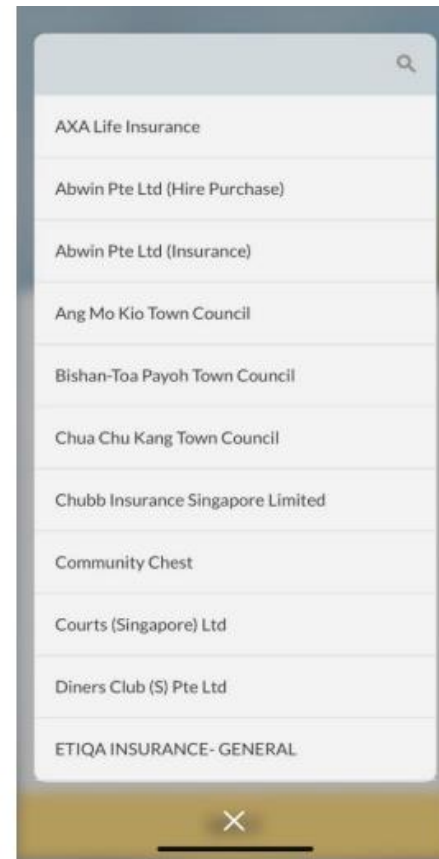 AXA Life Insurance
Abwin Pte Ltd (Hire Purchase)
Abwin Pte Ltd (Insurance)
Ang Mo Kio Town Council
Bishan-Toa Payoh Town Council
Chua Chu Kang Town Council
Chubb Insurance Singapore Limited
Community Chest
Courts (Singapore) Ltd
Diners Club (S) Pte Ltd
ETIQA INSURANCE- GENERAL